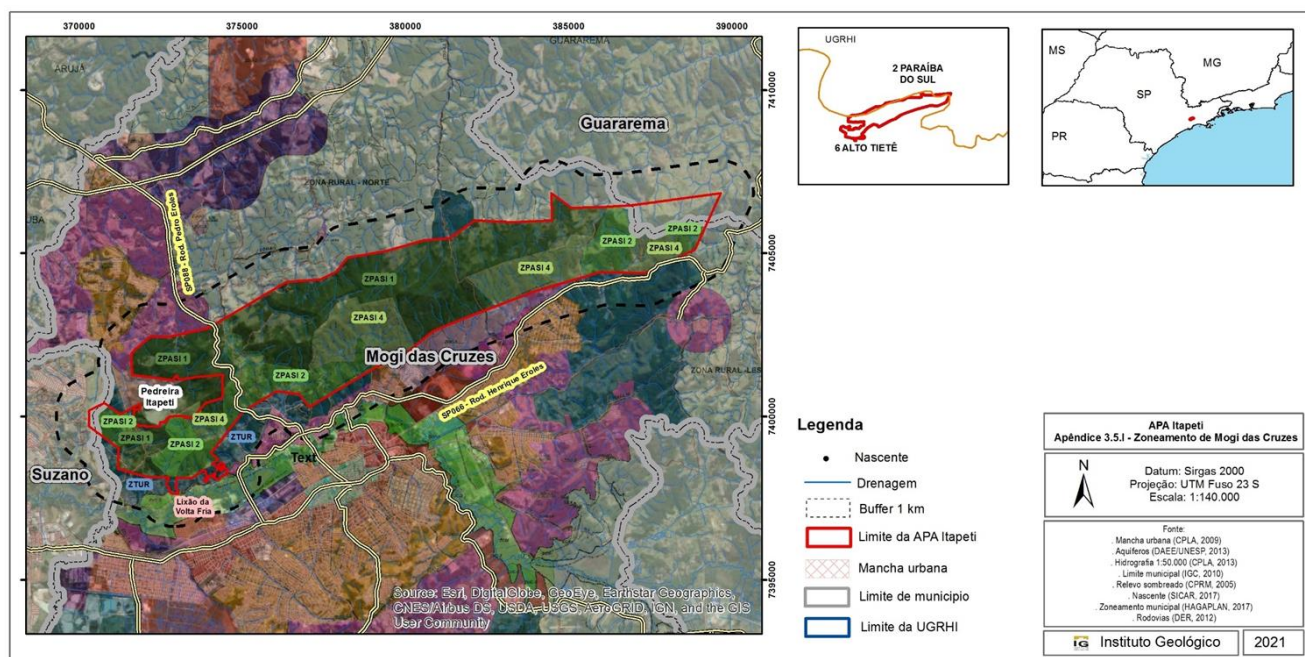 370000
375000
380000
385000
390000
7410000
7405000
7400000
7395000
ARUJÁ
GUARAREMA
Guararema
ZONA RURAL - NORTE
SP088 - Rod. Pedro Eroles
ZPASI 2
ZPASI 2
ZPASI 4
ZPASI 1
ZPASI 4
ZPASI 4
ZPASI 1
Mogi das Cruzes
ZPASI 2
ZONA RURAL - LES
SP066 - Rod. Henrique Eroles
Pedreira
Itapeti
ZPASI 2
ZPASI 4
ZPASI 1
ZPASI 2
ZTUR
Text
Suzano
ZTUR
Lixão da
Volta Fria
Source: Esri, DigitalGlobe, GeoEye, Earthstar Geographics,
CNES/Airbus DS, USDA, USGS, AeroGRID, IGN, and the GIS
User Community
UGRHI
2 PARAÍBA
DO SUL
6 ALTO TIETÊ
MS
MG
SP
PR
Legenda
Nascente
Drenagem
Buffer 1 km
Limite da APA Itapeti
Mancha urbana
Limite de municipio
Limite da UGRHI
APA Itapeti
Apêndice 3.5.I - Zoneamento de Mogi das Cruzes
N
Datum: Sirgas 2000
Projeção: UTM Fuso 23 S
Escala: 1:140.000
Fonte:
. Mancha urbana (CPLA, 2009)
. Aquiferos (DAEE/UNESP, 2013)
. Hidrografia 1:50.000 (CPLA, 2013)
. Limite municipal (IGC, 2010)
. Relevo sombreado (CPRM, 2005)
. Nascente (SICAR, 2017)
. Zoneamento municipal (HAGAPLAN, 2017)
. Rodovias (DER, 2012)
IG Instituto Geológico
2021